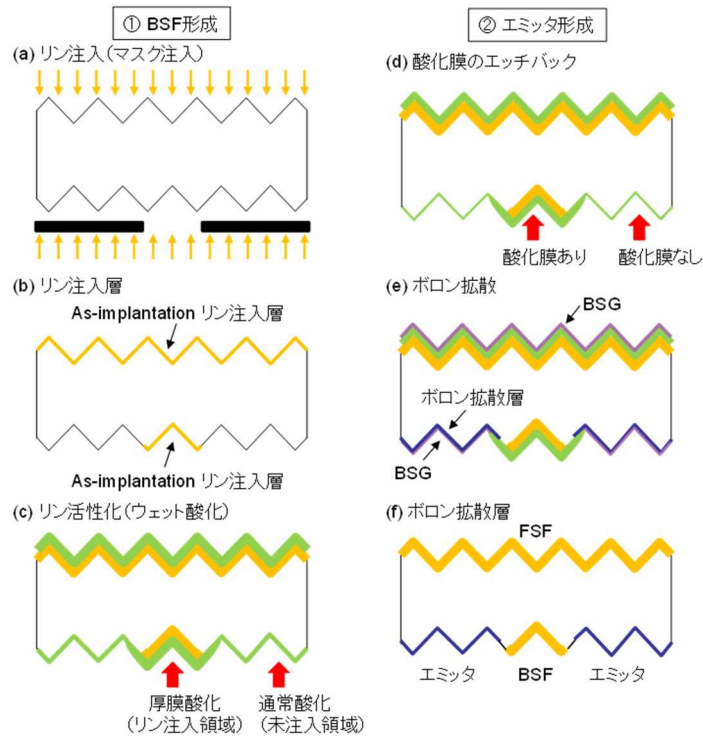 ① BSF形成
(a) リン注入(マスク注入)
(b) リン注入層
As-implantation リン注入層
As-implantation リン注入層
(c) リン活性化(ウェット酸化)
厚膜酸化
(リン注入領域)
通常酸化
(未注入領域)
② エミッタ形成
(d) 酸化膜のエッチバック
酸化膜あり
酸化膜なし
(e) ボロン拡散
BSG
ボロン拡散層
BSG
(f) ボロン拡散層
FSF
エミッタ
BSF
エミッタ